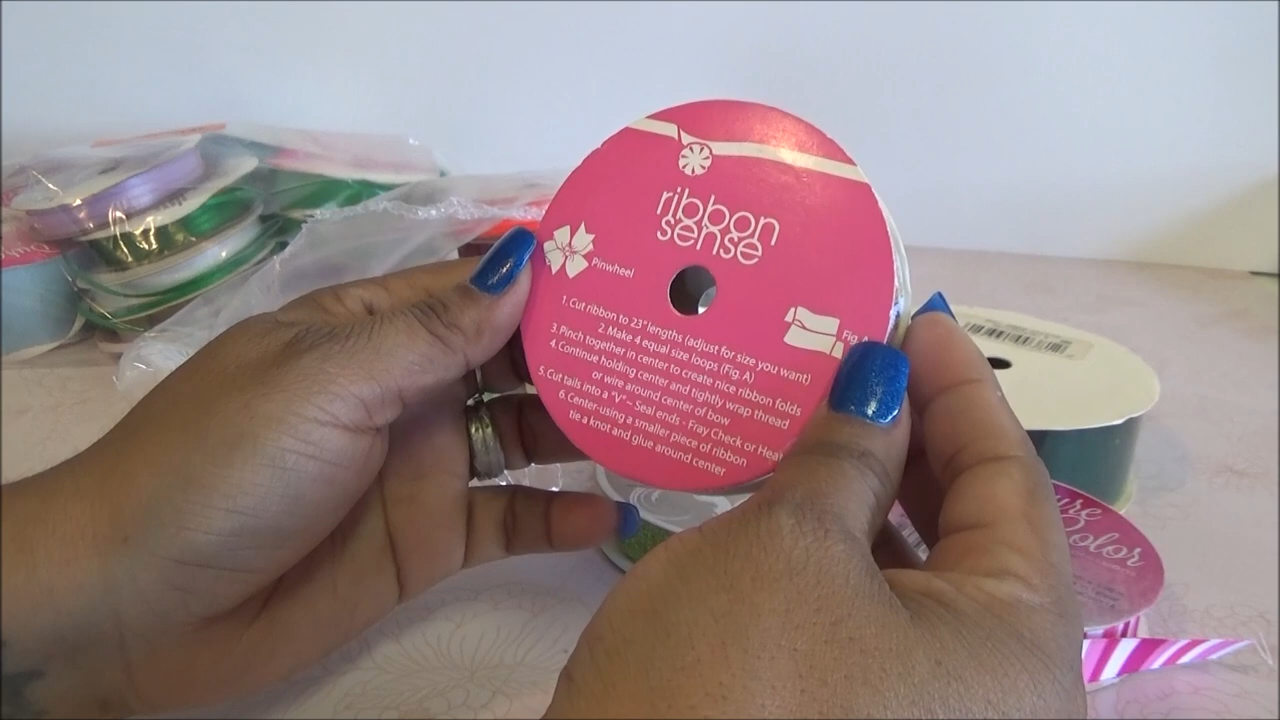 ribbon
sense
Pinwheel
1. Cut ribbon to 23" lengths (adjust for size you want)
2. Make 4 equal size loops (Fig. A)
3. Pinch together in center to create nice ribbon folds
4. Continue holding center and tightly wrap thread
or wire around center of bow
5. Cut tails into a "V" ~ Seal ends - Fray Check or Heat
6. Center-using a smaller piece of ribbon
tie a knot and glue around center
Fig. A
ure
Color